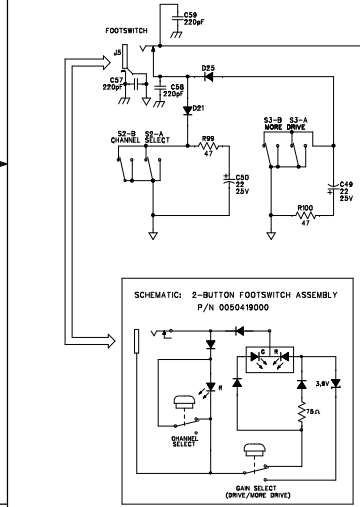 C59
220pF
FOOTSWITCH
J5
C57
220pF
C58
220pF
D25
D21
S2-B S2-A
CHANNEL SELECT
R99
47
S3-B S3-A
MORE DRIVE
+
C50
22
25V
+
C49
22
25V
R100
47
SCHEMATIC: 2-BUTTON FOOTSWITCH ASSEMBLY
P/N 0050419000
G R
R
3.9V
75Ω
CHANNEL
SELECT
GAIN SELECT
(DRIVE/MORE DRIVE)